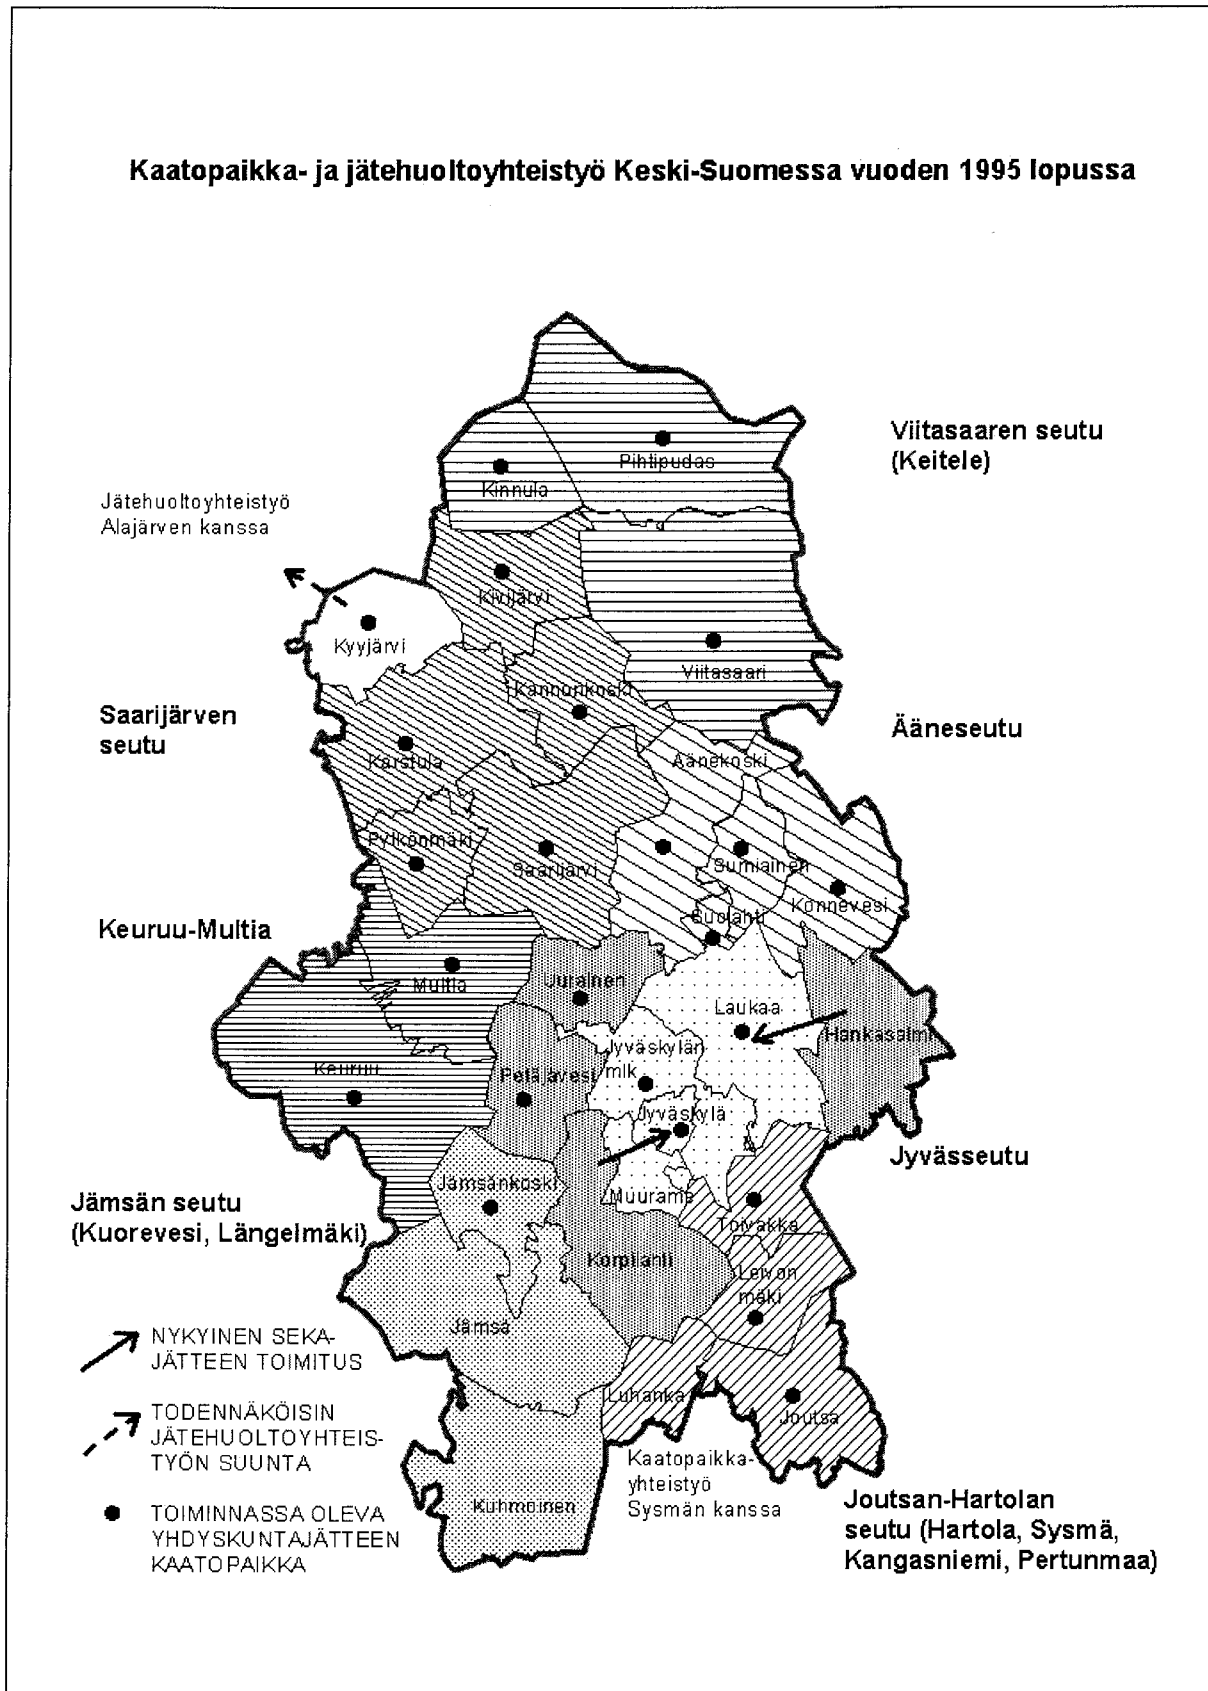 Kaatopaikka- ja jätehuoltoyhteistyö Keski-Suomessa vuoden 1995 lopussa
Viitasaaren seutu
(Keitele)
Pihtipudas
Kinnula
Jätehuoltoyhteistyö
Alajärven kanssa
Kivijärvi
Kyyjärvi
Viitasaari
Kannonkoski
Saarijärven
seutu
Ääneseutu
Karstula
Äänekoski
Pylkönmäki
Saarijärvi
Sumiainen
Konnevesi
Suolahti
Keuruu-Multia
Multia
Uurainen
Laukaa
Hankasalmi
Jyväskylän
mlk
Keuruu
Petäjävesi
Jyväskylä
Jyvässeutu
Jämsänkoski
Muurame
Jämsän seutu
(Kuorevesi, Längelmäki)
Toivakka
Korpilahti
Leivon
mäki
Jämsä
NYKYINEN SEKA-
JÄTTEEN TOIMITUS
Luhanka
Joutsa
TODENNÄKÖISIN
JÄTEHUOLTOYHTEIS-
TYÖN SUUNTA
Kaatopaikka-
yhteistyö
Sysmän kanssa
Kuhmoinen
Joutsan-Hartolan
seutu (Hartola, Sysmä,
Kangasniemi, Pertunmaa)
TOIMINNASSA OLEVA
YHDYSKUNTAJÄTTEEN
KAATOPAIKKA